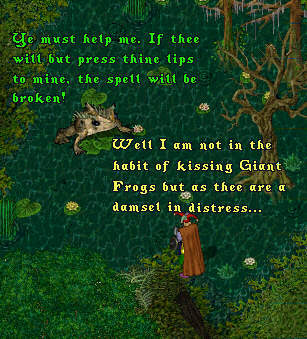 Ye must help me. If thee
will but press thine lips
to mine, the spell will be
broken!
Well I am not in the
habit of kissing Giant
Frogs but as thee are a
damsel in distress...